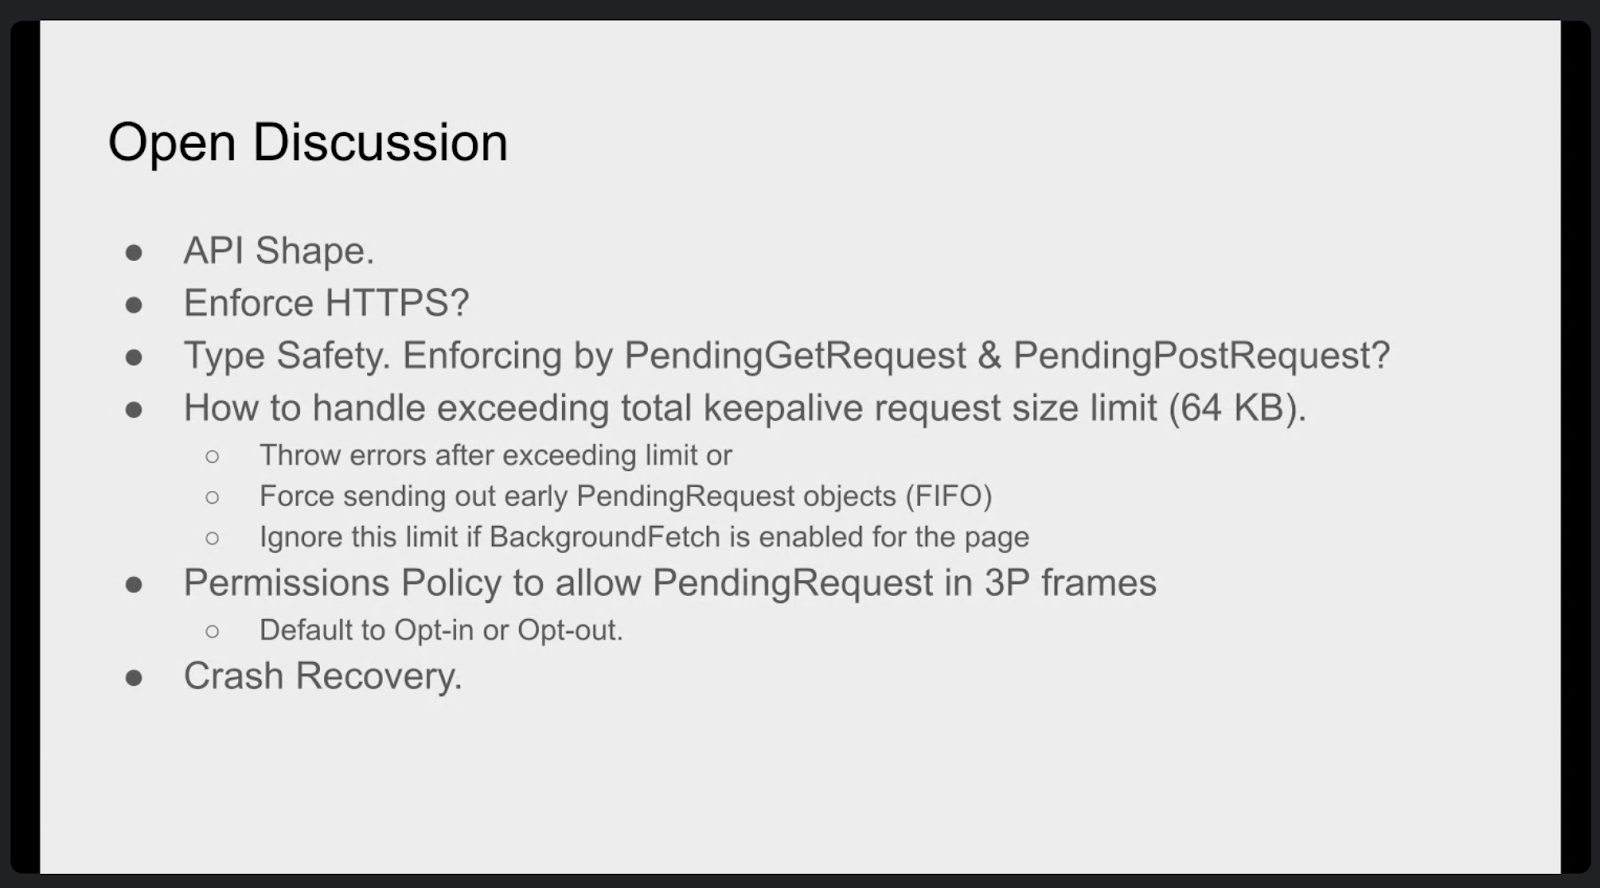 Open Discussion
● API Shape.
● Enforce HTTPS?
● Type Safety. Enforcing by PendingGetRequest & PendingPostRequest?
● How to handle exceeding total keepalive request size limit (64 KB).
○ Throw errors after exceeding limit or
○ Force sending out early PendingRequest objects (FIFO)
○ Ignore this limit if BackgroundFetch is enabled for the page
● Permissions Policy to allow PendingRequest in 3P frames
○ Default to Opt-in or Opt-out.
● Crash Recovery.